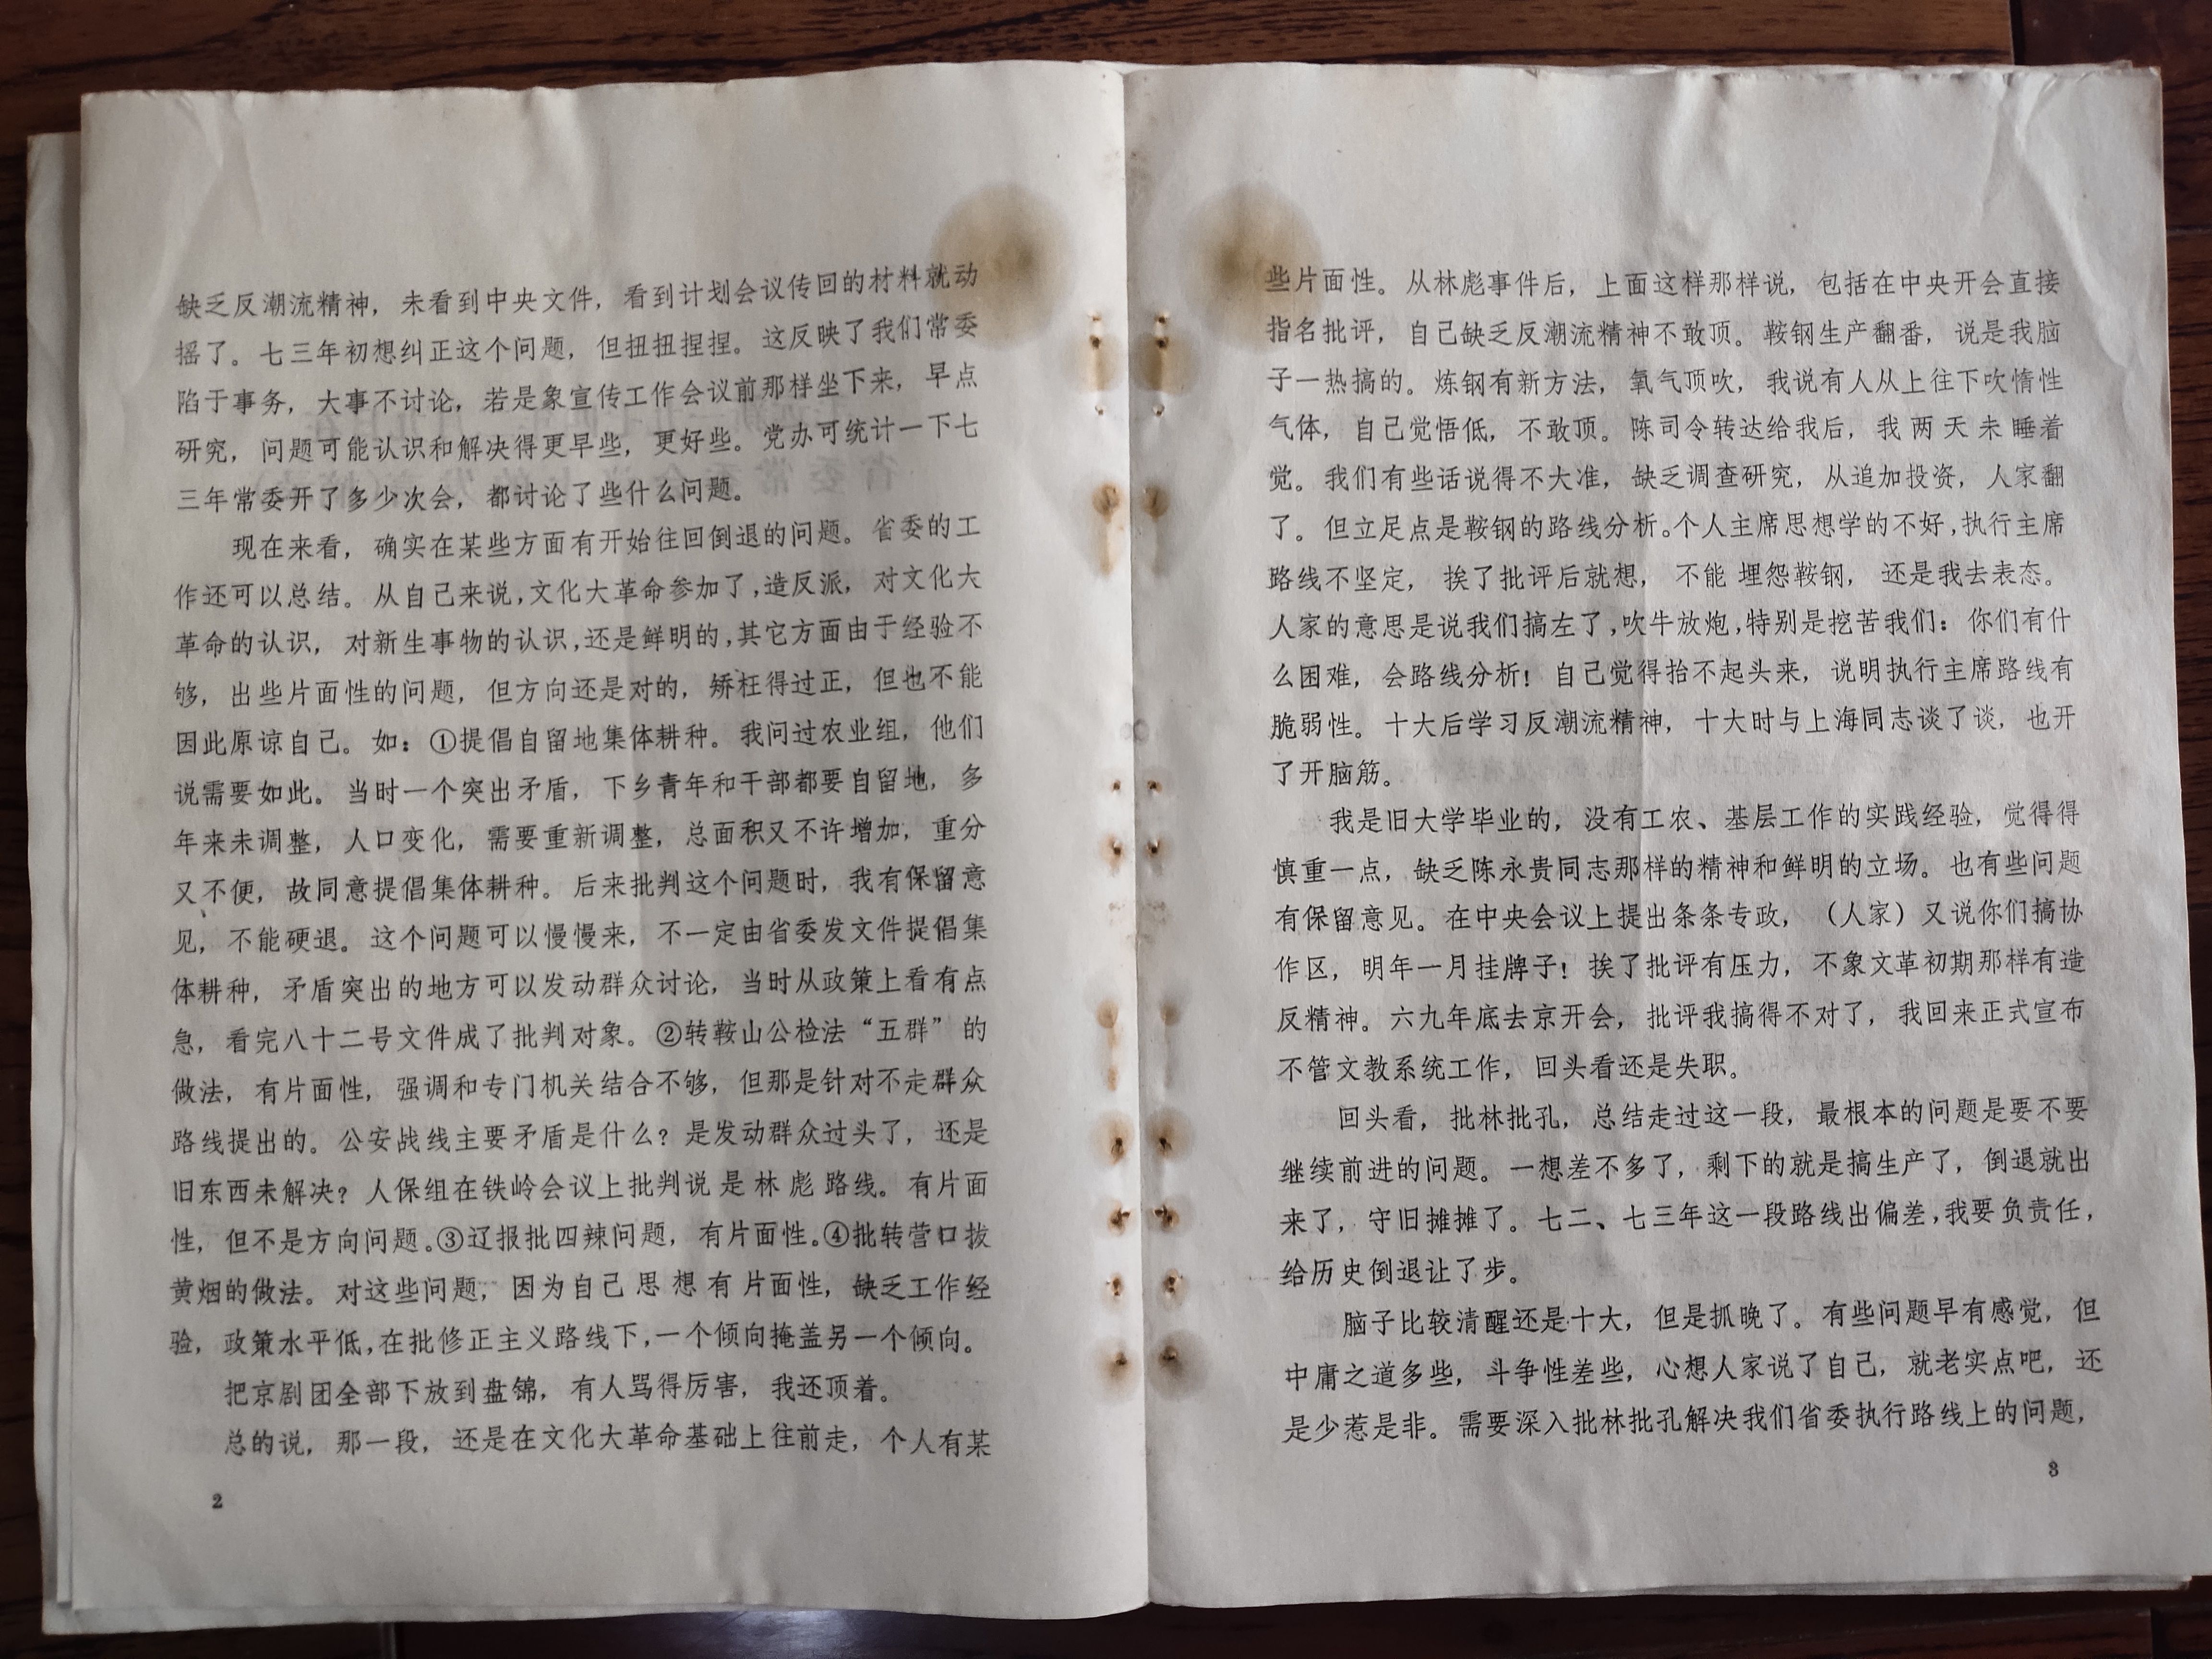 缺乏反潮流精神，未看到中央文件，看到计划会议传回的材料就动
摇了。七三年初想纠正这个问题，但扭扭捏捏。这反映了我们常委
陷于事务，大事不讨论，若是象宣传工作会议前那样坐下来，早点
研究，问题可能认识和解决得更早些，更好些。党办可统计一下七
三年常委开了多少次会，都讨论了些什么问题。
现在来看，确实在某些方面有开始往回倒退的问题。省委的工
作还可以总结。从自己来说，文化大革命参加了，造反派，对文化大
革命的认识，对新生事物的认识，还是鲜明的，其它方面由于经验不
够，出些片面性的问题，但方向还是对的，矫枉得过正，但也不能
因此原谅自己。如：①提倡自留地集体耕种。我问过农业组，他们
说需要如此。当时一个突出矛盾，下乡青年和干部都要自留地，多
年来未调整，人口变化，需要重新调整，总面积又不许增加，重分
又不便，故同意提倡集体耕种。后来批判这个问题时，我有保留意
见，不能硬退。这个问题可以慢慢来，不一定由省委发文件提倡集
体耕种，矛盾突出的地方可以发动群众讨论，当时从政策上看有点
急，看完八十二号文件成了批判对象。②转鞍山公检法“五群”的
做法，有片面性，强调和专门机关结合不够，但那是针对不走群众
路线提出的。公安战线主要矛盾是什么？是发动群众过头了，还是
旧东西未解决？人保组在铁岭会议上批判说是林彪路线。有片面
性，但不是方向问题。③辽报批四辣问题，有片面性。④批转营口拔
黄烟的做法。对这些问题，因为自己思想有片面性，缺乏工作经
验，政策水平低，在批修正主义路线下，一个倾向掩盖另一个倾向。
把京剧团全部下放到盘锦，有人骂得厉害，我还顶着。
总的说，那一段，还是在文化大革命基础上往前走，个人有某
2
些片面性。从林彪事件后，上面这样那样说，包括在中央开会直接
指名批评，自己缺乏反潮流精神不敢顶。鞍钢生产翻番，说是我脑
子一热搞的。炼钢有新方法，氧气顶吹，我说有人从上往下吹惰性
气体，自己觉悟低，不敢顶。陈司令转达给我后，我两天未睡着
觉。我们有些话说得不大准，缺乏调查研究，从追加投资，人家翻
了。但立足点是鞍钢的路线分析。个人主席思想学的不好，执行主席
路线不坚定，挨了批评后就想，不能埋怨鞍钢，还是我去表态。
人家的意思是说我们搞左了，吹牛放炮，特别是挖苦我们：你们有什
么困难，会路线分析！自己觉得抬不起头来，说明执行主席路线有
脆弱性。十大后学习反潮流精神，十大时与上海同志谈了谈，也开
了开脑筋。
我是旧大学毕业的，没有工农、基层工作的实践经验，觉得得
慎重一点，缺乏陈永贵同志那样的精神和鲜明的立场。也有些问题
有保留意见。在中央会议上提出条条专政，（人家）又说你们搞协
作区，明年一月挂牌子！挨了批评有压力，不象文革初期那样有造
反精神。六九年底去京开会，批评我搞得不对了，我回来正式宣布
不管文教系统工作，回头看还是失职。
回头看，批林批孔，总结走过这一段，最根本的问题是要不要
继续前进的问题。一想差不多了，剩下的就是搞生产了，倒退就出
来了，守旧摊摊了。七二、七三年这一段路线出偏差，我要负责任，
给历史倒退让了步。
脑子比较清醒还是十大，但是抓晚了。有些问题早有感觉，但
中庸之道多些，斗争性差些，心想人家说了自己，就老实点吧，还
是少惹是非。需要深入批林批孔解决我们省委执行路线上的问题，
3